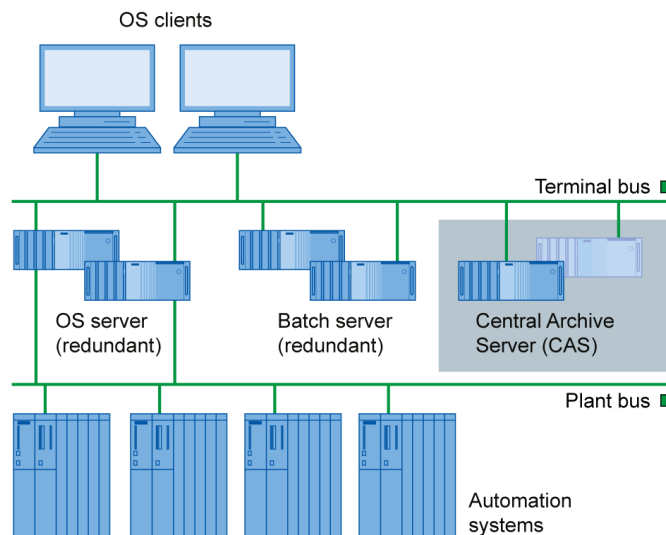 OS clients
Terminal bus
OS server
(redundant)
Batch server
(redundant)
Central Archive
Server (CAS)
Plant bus
Automation
systems